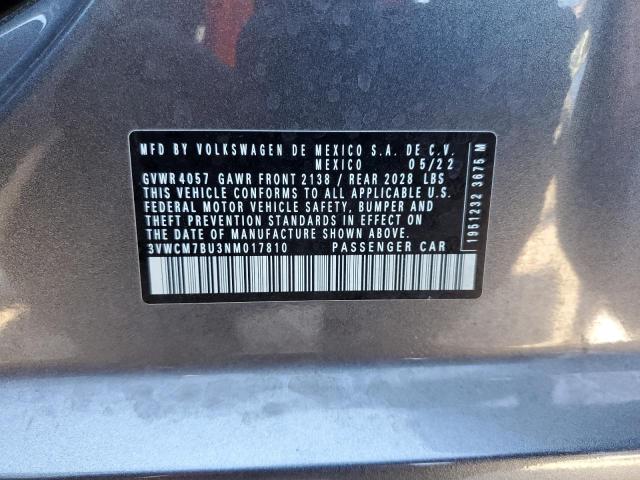 MFD BY VOLKSWAGEN DE MEXICO S.A. DE C.V.
MEXICO 05/22
GVWR 4057 GAWR FRONT 2138 / REAR 2028 LBS
THIS VEHICLE CONFORMS TO ALL APPLICABLE U.S.
FEDERAL MOTOR VEHICLE SAFETY, BUMPER AND
THEFT PREVENTION STANDARDS IN EFFECT ON
THE DATE OF MANUFACTURE SHOWN ABOVE.
3VWCM7BU3NM017810 PASSENGER CAR
1951232 3675 M